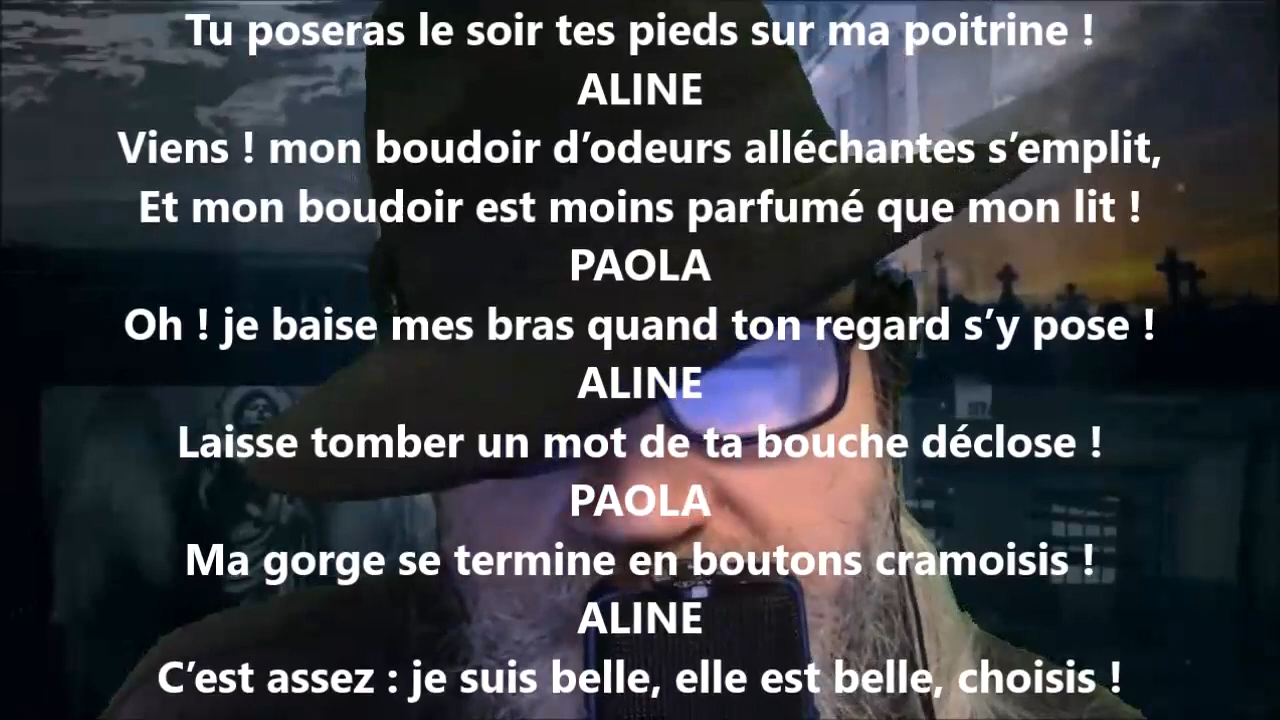 Tu poseras le soir tes pieds sur ma poitrine !
ALINE
Viens ! mon boudoir d’odeurs alléchantes s’emplit,
Et mon boudoir est moins parfumé que mon lit !
PAOLA
Oh ! je baise mes bras quand ton regard s’y pose !
ALINE
Laisse tomber un mot de ta bouche déclose !
PAOLA
Ma gorge se termine en boutons cramoisis !
ALINE
C’est assez : je suis belle, elle est belle, choisis !